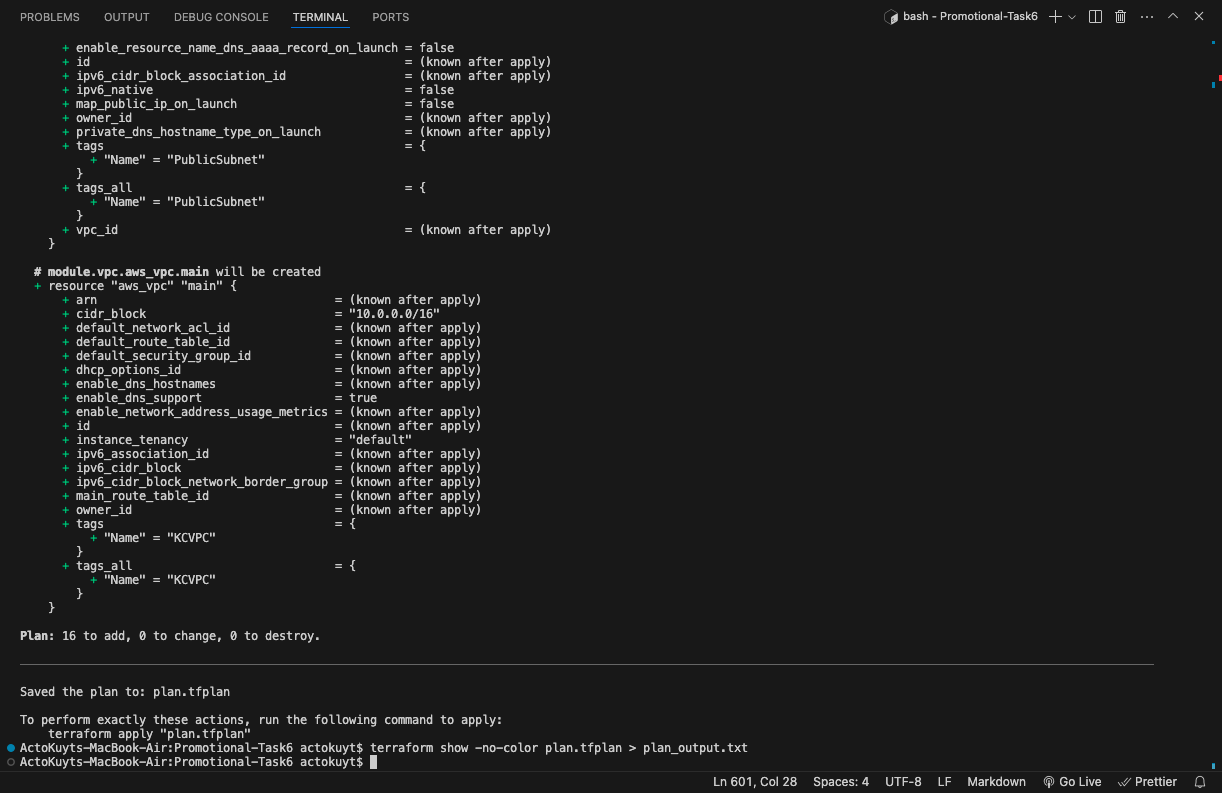 PROBLEMS OUTPUT DEBUG CONSOLE TERMINAL PORTS bash - Promotional-Task6
+ enable_resource_name_dns_aaaa_record_on_launch = false
+ id = (known after apply)
+ ipv6_cidr_block_association_id = (known after apply)
+ ipv6_native = false
+ map_public_ip_on_launch = false
+ owner_id = (known after apply)
+ private_dns_hostname_type_on_launch = (known after apply)
+ tags = {
+ "Name" = "PublicSubnet"
}
+ tags_all = {
+ "Name" = "PublicSubnet"
}
+ vpc_id = (known after apply)
}
# module.vpc.aws_vpc.main will be created
+ resource "aws_vpc" "main" {
+ arn = (known after apply)
+ cidr_block = "10.0.0.0/16"
+ default_network_acl_id = (known after apply)
+ default_route_table_id = (known after apply)
+ default_security_group_id = (known after apply)
+ dhcp_options_id = (known after apply)
+ enable_dns_hostnames = (known after apply)
+ enable_dns_support = true
+ enable_network_address_usage_metrics = (known after apply)
+ id = (known after apply)
+ instance_tenancy = "default"
+ ipv6_association_id = (known after apply)
+ ipv6_cidr_block = (known after apply)
+ ipv6_cidr_block_network_border_group = (known after apply)
+ main_route_table_id = (known after apply)
+ owner_id = (known after apply)
+ tags = {
+ "Name" = "KCVPC"
}
+ tags_all = {
+ "Name" = "KCVPC"
}
}
Plan: 16 to add, 0 to change, 0 to destroy.
Saved the plan to: plan.tfplan
To perform exactly these actions, run the following command to apply:
terraform apply "plan.tfplan"
ActoKuyts-MacBook-Air:Promotional-Task6 actokuyt$ terraform show -no-color plan.tfplan > plan_output.txt
ActoKuyts-MacBook-Air:Promotional-Task6 actokuyt$
Ln 601, Col 28 Spaces: 4 UTF-8 LF Markdown Go Live Prettier